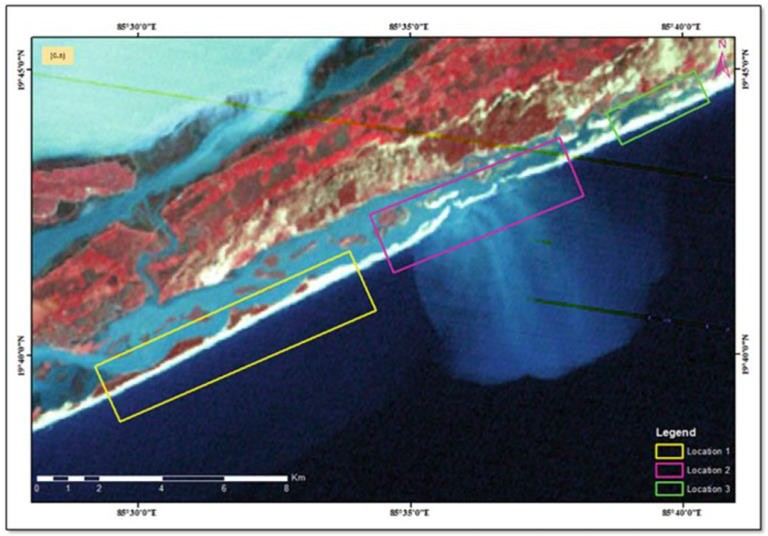 85°30'0"E 85°35'0"E 85°40'0"E
N
19°45'0"N 19°45'0"N
19°40'0"N 19°40'0"N
Legend
Location 1
Location 2
Location 3
Km
0 1 2 4 6 8
85°30'0"E 85°35'0"E 85°40'0"E